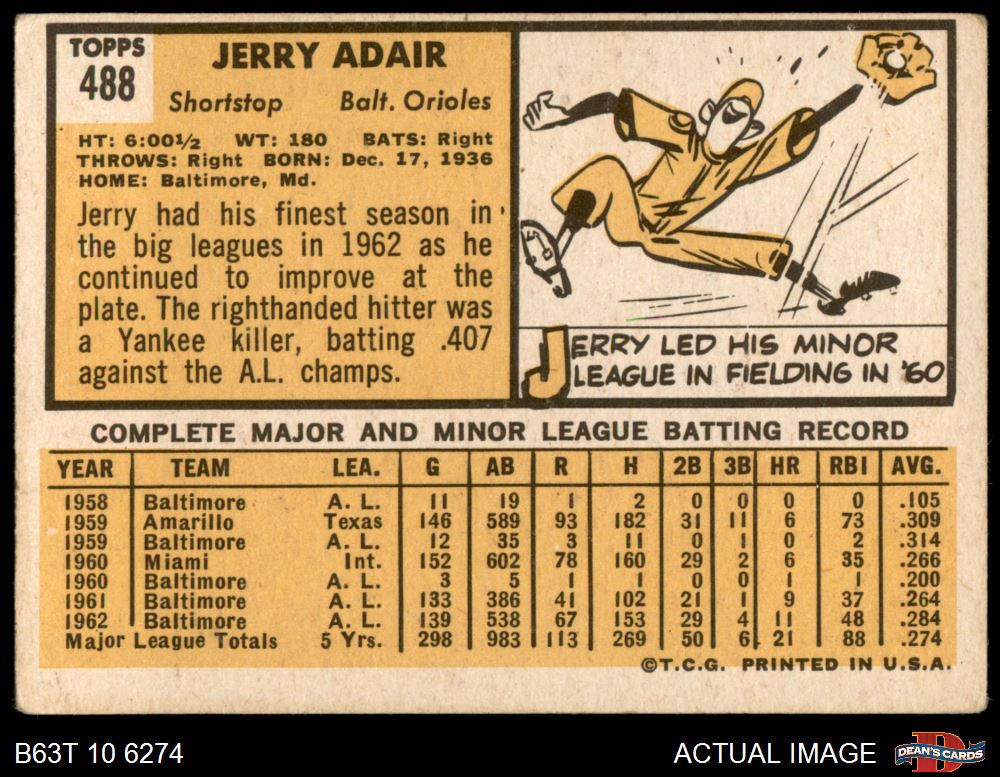 TOPPS
488
JERRY ADAIR
Shortstop Balt. Orioles
HT: 6:00½ WT: 180 BATS: Right
THROWS: Right BORN: Dec. 17, 1936
HOME: Baltimore, Md.
Jerry had his finest season in
the big leagues in 1962 as he
continued to improve at the
plate. The righthanded hitter was
a Yankee killer, batting .407
against the A.L. champs.
JERRY LED HIS MINOR
LEAGUE IN FIELDING IN '60
COMPLETE MAJOR AND MINOR LEAGUE BATTING RECORD
YEAR TEAM LEA. G AB R H 2B 3B HR RBI AVG.
1958 Baltimore A. L. 11 19 1 2 0 0 0 0 .105
1959 Amarillo Texas 146 589 93 182 31 11 6 73 .309
1959 Baltimore A. L. 12 35 3 11 0 1 0 2 .314
1960 Miami Int. 152 602 78 160 29 2 6 35 .266
1960 Baltimore A. L. 3 5 1 1 0 0 1 1 .200
1961 Baltimore A. L. 133 386 41 102 21 1 9 37 .264
1962 Baltimore A. L. 139 538 67 153 29 4 11 48 .284
Major League Totals 5 Yrs. 298 983 113 269 50 6 21 88 .274
©T.C.G. PRINTED IN U.S.A.
B63T 10 6274 ACTUAL IMAGE
DEAN'S CARDS